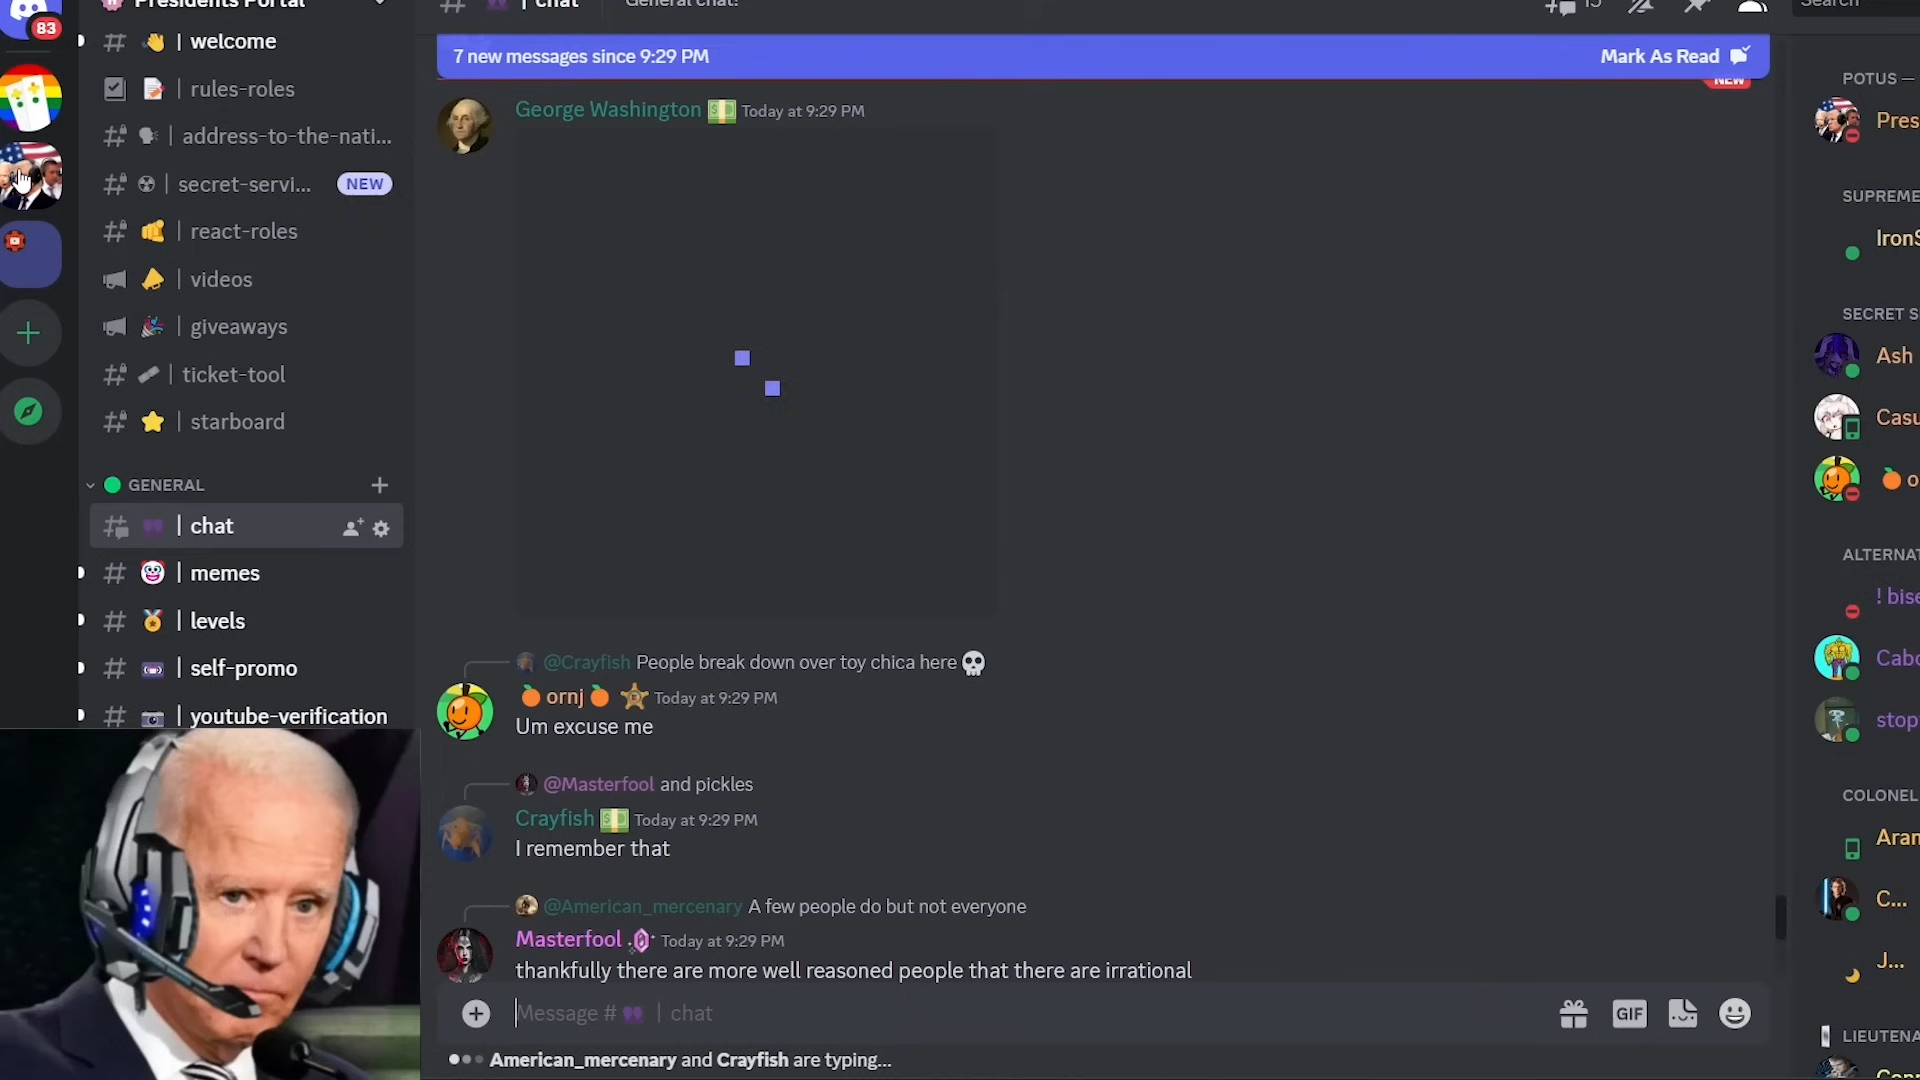 83
Presidents Portal
| welcome
| rules-roles
| address-to-the-nati...
| secret-servi... NEW
| react-roles
| videos
| giveaways
| ticket-tool
| starboard
GENERAL
| chat
| memes
| levels
| self-promo
| youtube-verification
| chat
General chat!
15
Search
7 new messages since 9:29 PM
Mark As Read
NEW
George Washington Today at 9:29 PM
@Crayfish People break down over toy chica here
ornj Today at 9:29 PM
Um excuse me
@Masterfool and pickles
Crayfish Today at 9:29 PM
I remember that
@American_mercenary A few people do but not everyone
Masterfool Today at 9:29 PM
thankfully there are more well reasoned people that there are irrational
Message # | chat
GIF
American_mercenary and Crayfish are typing...
POTUS —
Pres
SUPREME
IronS
SECRET S
Ash
Casu
o
ALTERNAT
! bise
Cabo
stop
COLONEL
Aran
C...
J...
LIEUTENA